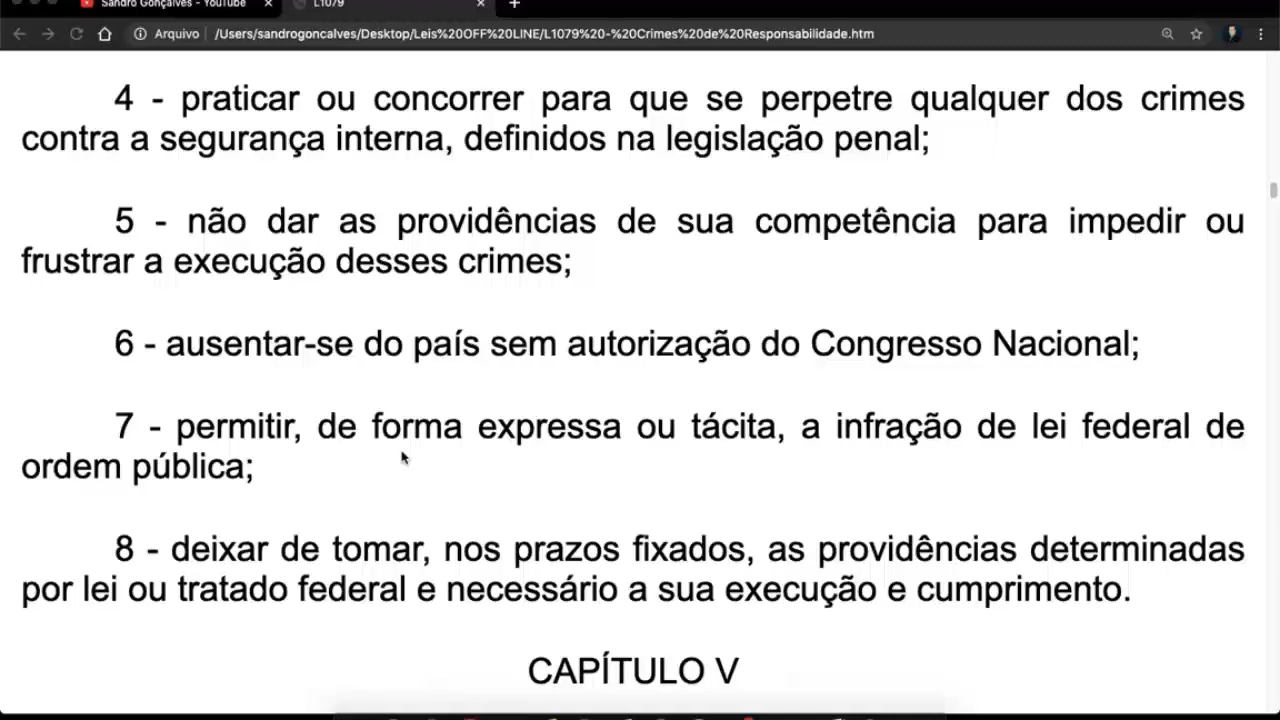 Sandro Gonçalves - YouTube
L1079
Arquivo /Users/sandrogoncalves/Desktop/Leis%20OFF%20LINE/L1079%20-%20Crimes%20de%20Responsabilidade.htm
4 - praticar ou concorrer para que se perpetre qualquer dos crimes
contra a segurança interna, definidos na legislação penal;
5 - não dar as providências de sua competência para impedir ou
frustrar a execução desses crimes;
6 - ausentar-se do país sem autorização do Congresso Nacional;
7 - permitir, de forma expressa ou tácita, a infração de lei federal de
ordem pública;
8 - deixar de tomar, nos prazos fixados, as providências determinadas
por lei ou tratado federal e necessário a sua execução e cumprimento.
CAPÍTULO V